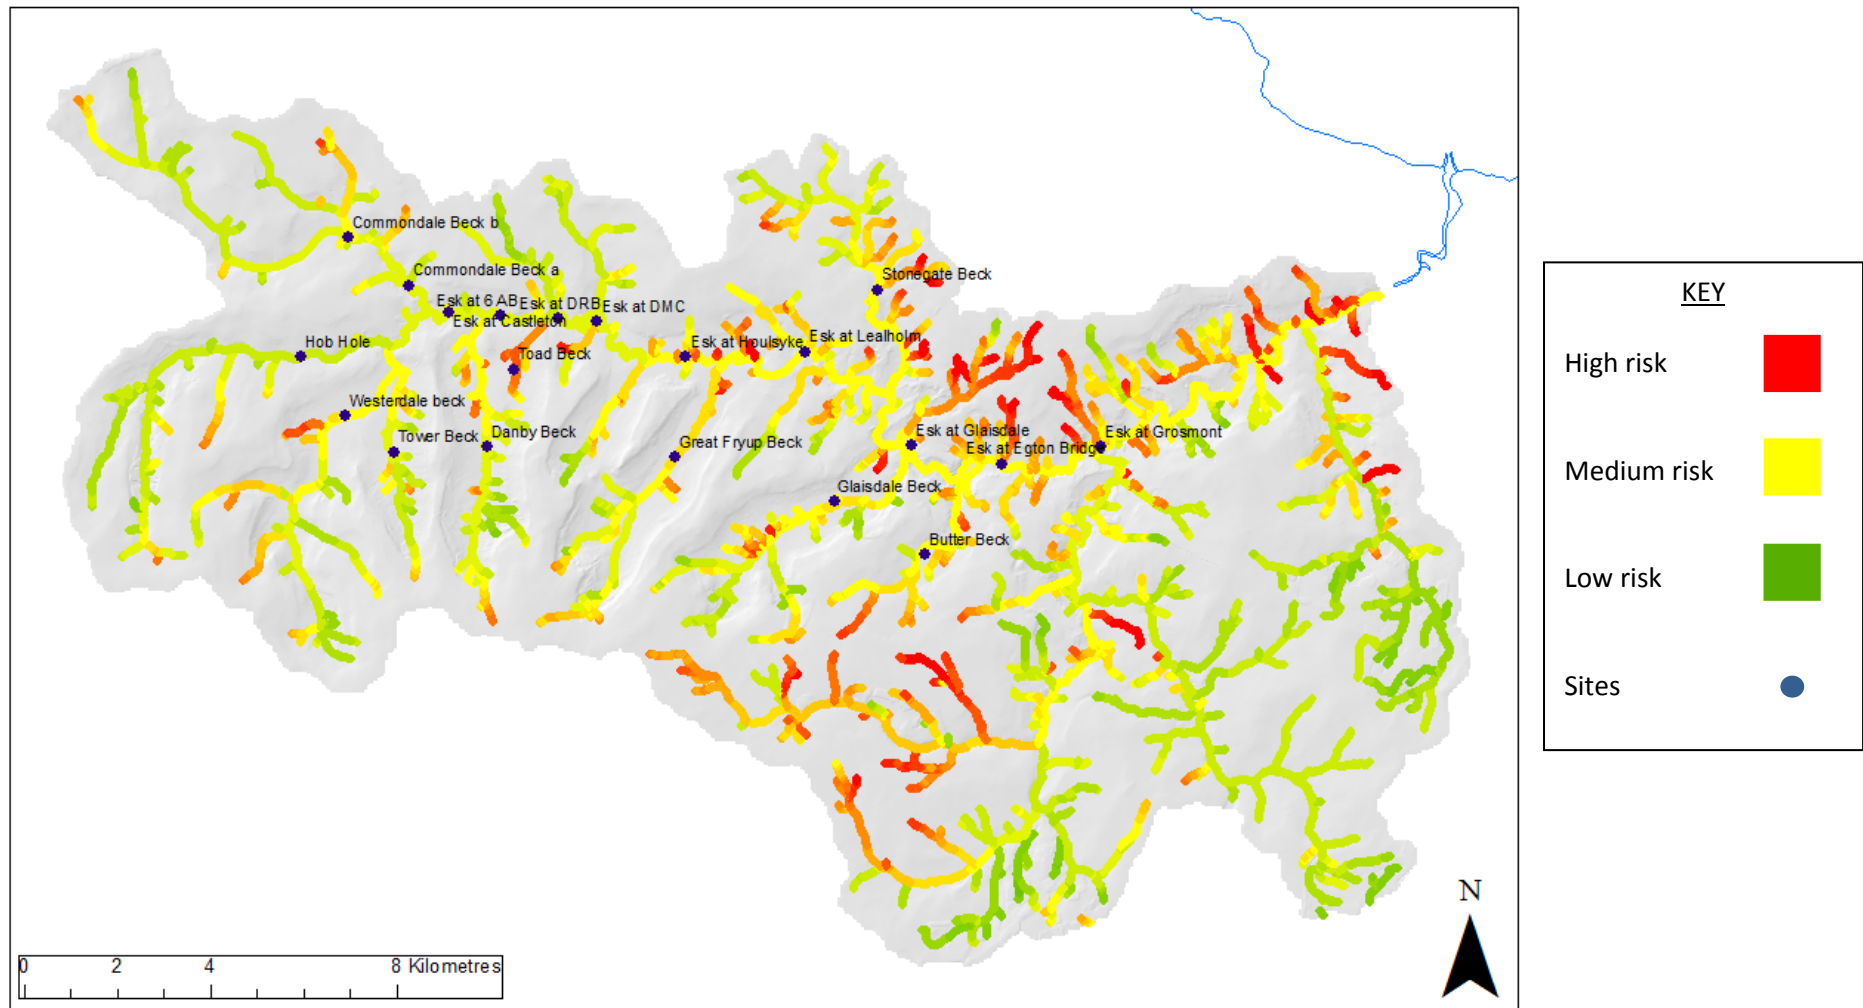 Commondale Beck b
Commondale Beck a
Stonegate Beck
Esk at 6 AB
Esk at DRB
Esk at DMC
Esk at Castleton
Hob Hole
Toad Beck
Esk at Houlsyke
Esk at Lealholm
Westerdale beck
Tower Beck
Danby Beck
Great Fryup Beck
Esk at Glaisdale
Esk at Egton Bridge
Esk at Grosmont
Glaisdale Beck
Butter Beck
KEY
High risk
Medium risk
Low risk
Sites
N
0 2 4 8 Kilometres